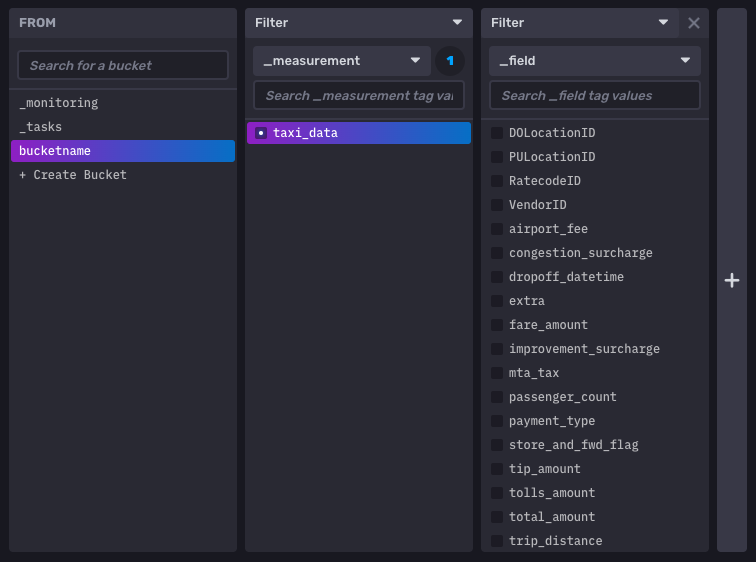 FROM
Search for a bucket
_monitoring
_tasks
bucketname
+ Create Bucket
Filter
_measurement
1
Search _measurement tag val
taxi_data
Filter
_field
Search _field tag values
DOLocationID
PULocationID
RatecodeID
VendorID
airport_fee
congestion_surcharge
dropoff_datetime
extra
fare_amount
improvement_surcharge
mta_tax
passenger_count
payment_type
store_and_fwd_flag
tip_amount
tolls_amount
total_amount
trip_distance